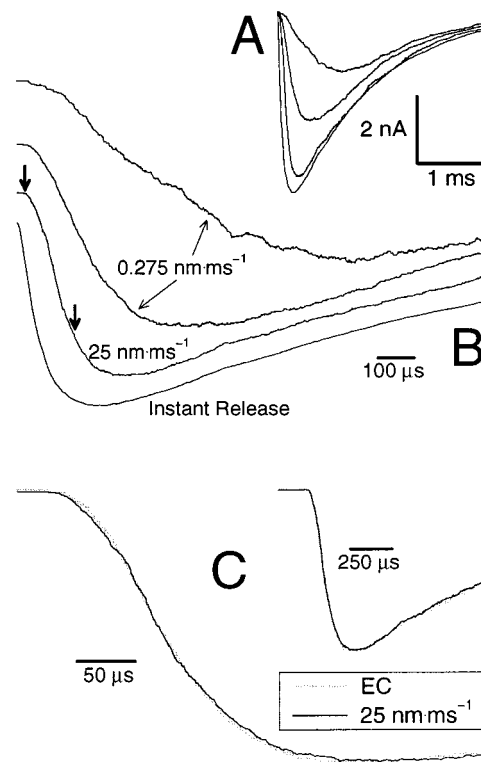 A
2 nA
1 ms
0.275 nm·ms⁻¹
25 nm·ms⁻¹
100 µs
B
Instant Release
C
250 µs
50 µs
EC
25 nm·ms⁻¹